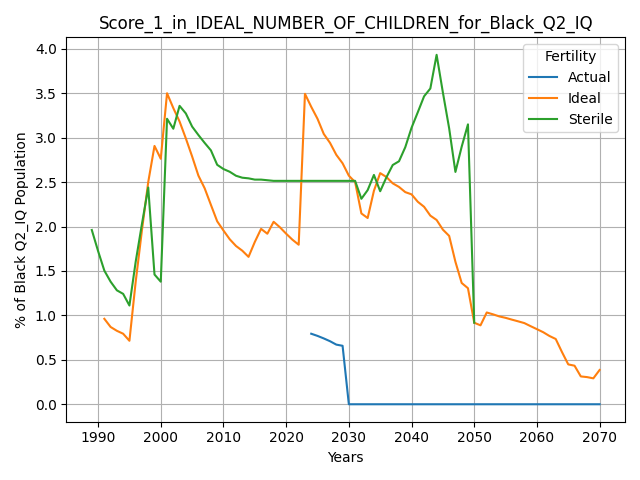 Score_1_in_IDEAL_NUMBER_OF_CHILDREN_for_Black_Q2_IQ
Fertility
Actual
Ideal
Sterile
% of Black Q2_IQ Population
4.0
3.5
3.0
2.5
2.0
1.5
1.0
0.5
0.0
1990 2000 2010 2020 2030 2040 2050 2060 2070
Years